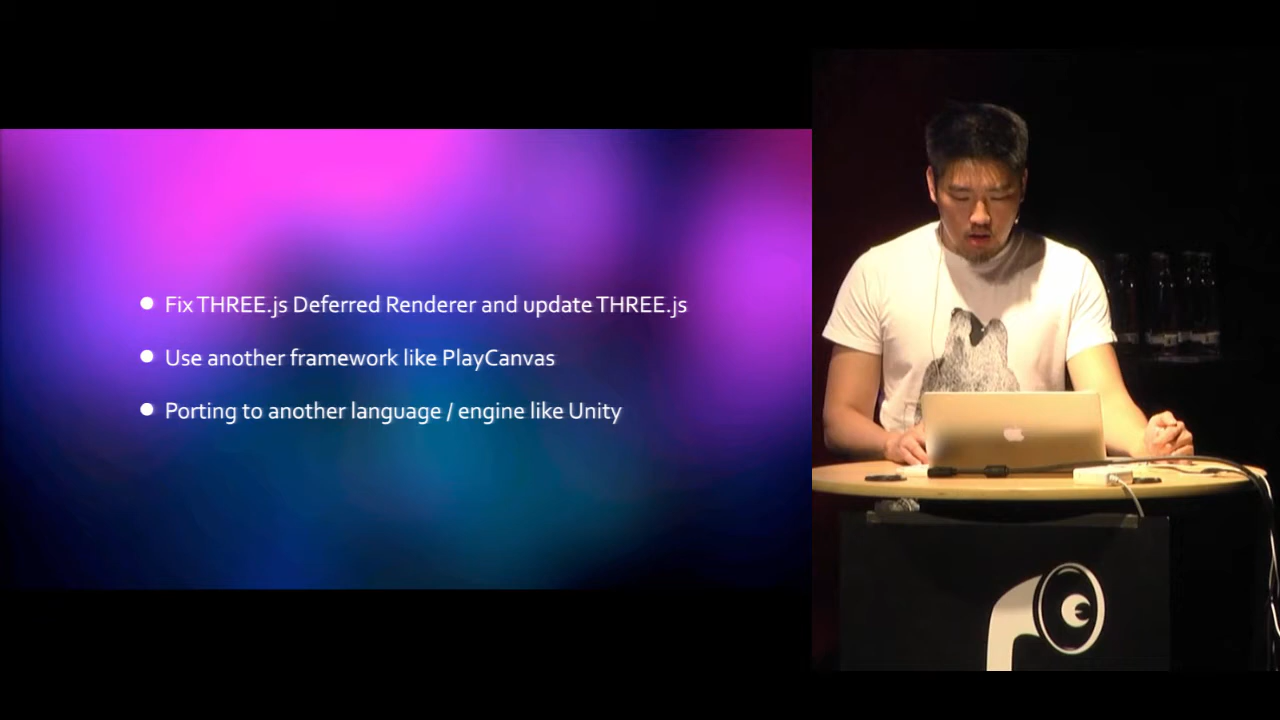 Fix THREE.js Deferred Renderer and update THREE.js
Use another framework like PlayCanvas
Porting to another language / engine like Unity